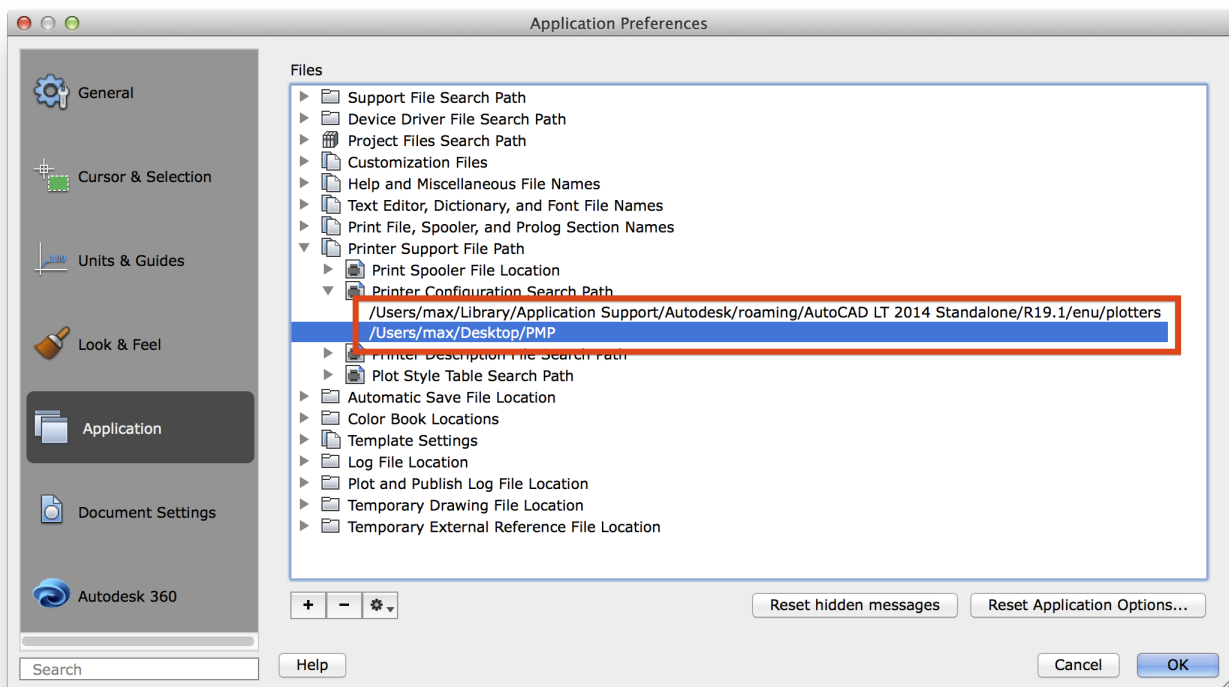 Application Preferences
General
Cursor & Selection
Units & Guides
Look & Feel
Application
Document Settings
Autodesk 360
Search
Files
Support File Search Path
Device Driver File Search Path
Project Files Search Path
Customization Files
Help and Miscellaneous File Names
Text Editor, Dictionary, and Font File Names
Print File, Spooler, and Prolog Section Names
Printer Support File Path
Print Spooler File Location
Printer Configuration Search Path
/Users/max/Library/Application Support/Autodesk/roaming/AutoCAD LT 2014 Standalone/R19.1/enu/plotters
/Users/max/Desktop/PMP
Printer Description File Search Path
Plot Style Table Search Path
Automatic Save File Location
Color Book Locations
Template Settings
Log File Location
Plot and Publish Log File Location
Temporary Drawing File Location
Temporary External Reference File Location
+ -
Reset hidden messages
Reset Application Options...
Help
Cancel
OK